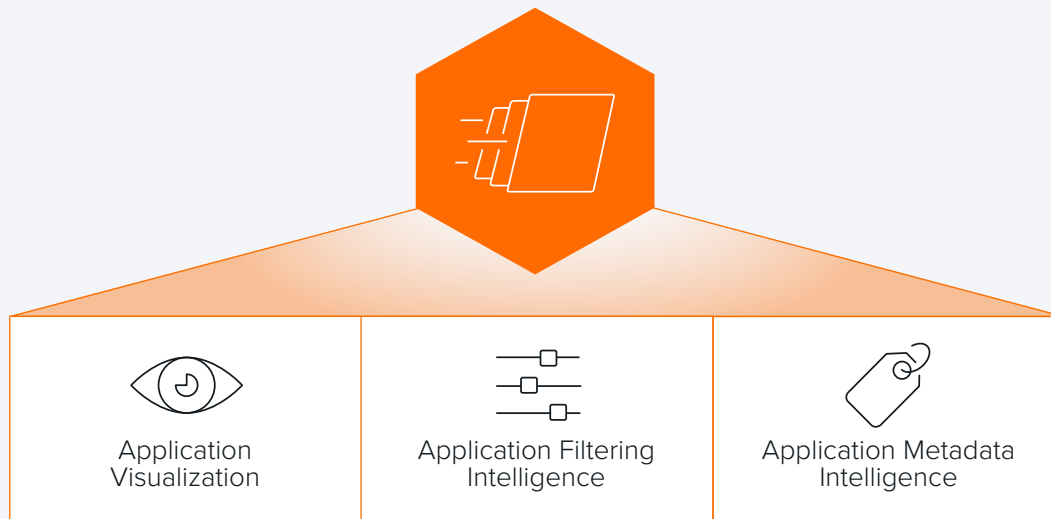 Application
Visualization
Application Filtering
Intelligence
Application Metadata
Intelligence